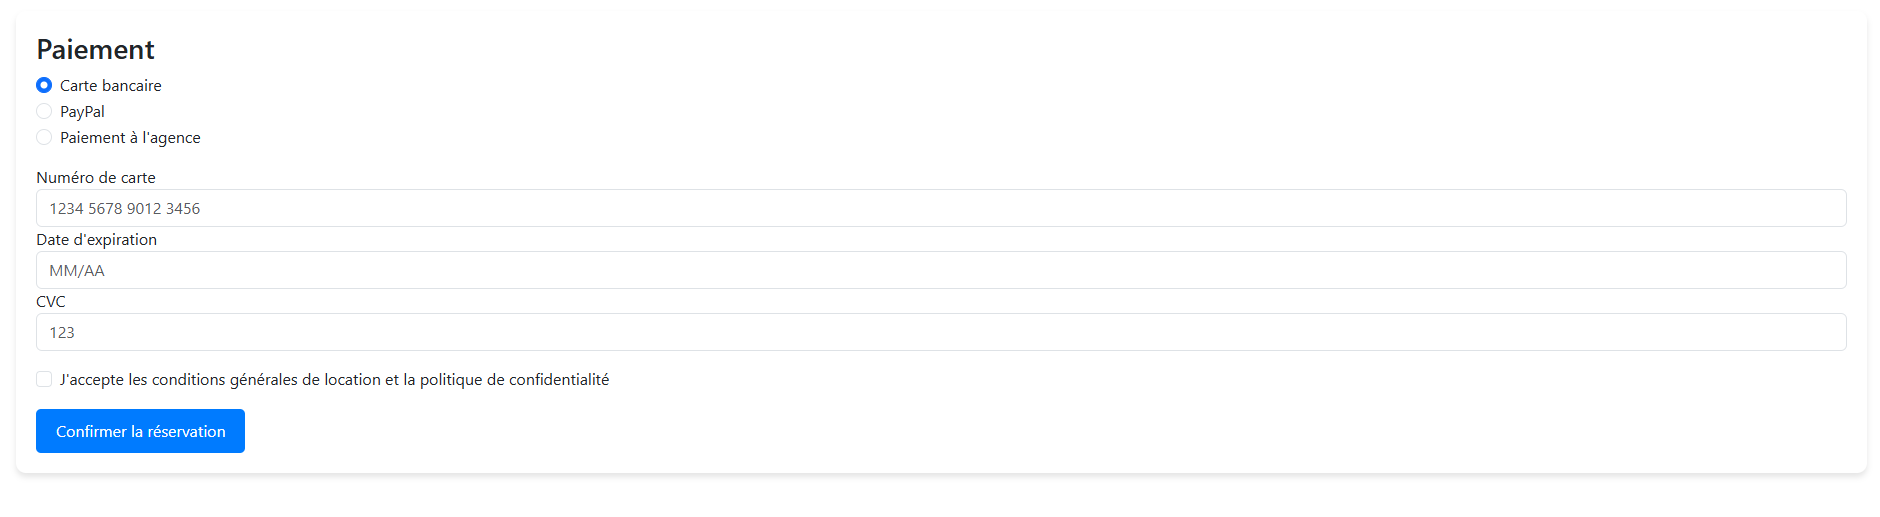 Paiement
Carte bancaire
PayPal
Paiement à l'agence
Numéro de carte
1234 5678 9012 3456
Date d'expiration
MM/AA
CVC
123
J'accepte les conditions générales de location et la politique de confidentialité
Confirmer la réservation